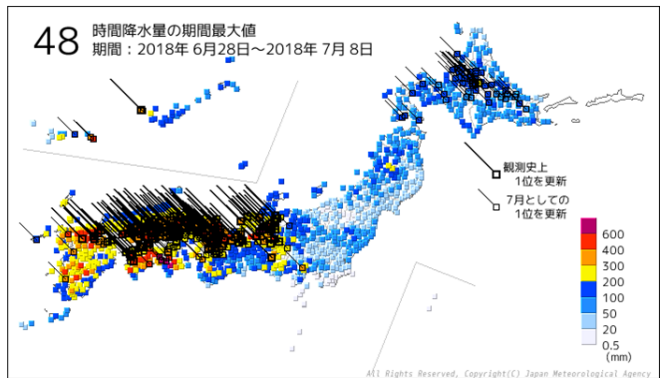 48 時間降水量の期間最大値
期間：2018年 6月28日～2018年 7月 8日
観測史上
1位を更新
7月としての
1位を更新
600
400
300
200
100
50
20
0.5
(mm)
All Rights Reserved, Copyright(C) Japan Meteorological Agency